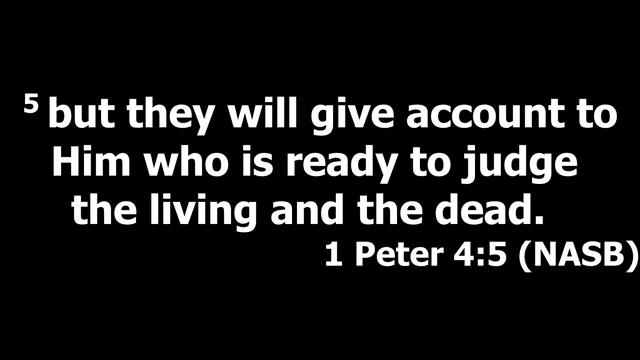 5 but they will give account to
Him who is ready to judge
the living and the dead.
1 Peter 4:5 (NASB)